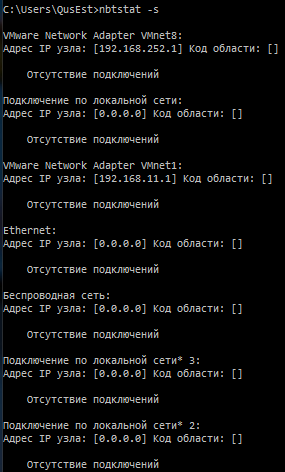 C:\Users\QusEst>nbtstat -s
VMware Network Adapter VMnet8:
Адрес IP узла: [192.168.252.1] Код области: []
Отсутствие подключений
Подключение по локальной сети:
Адрес IP узла: [0.0.0.0] Код области: []
Отсутствие подключений
VMware Network Adapter VMnet1:
Адрес IP узла: [192.168.11.1] Код области: []
Отсутствие подключений
Ethernet:
Адрес IP узла: [0.0.0.0] Код области: []
Отсутствие подключений
Беспроводная сеть:
Адрес IP узла: [0.0.0.0] Код области: []
Отсутствие подключений
Подключение по локальной сети* 3:
Адрес IP узла: [0.0.0.0] Код области: []
Отсутствие подключений
Подключение по локальной сети* 2:
Адрес IP узла: [0.0.0.0] Код области: []
Отсутствие подключений